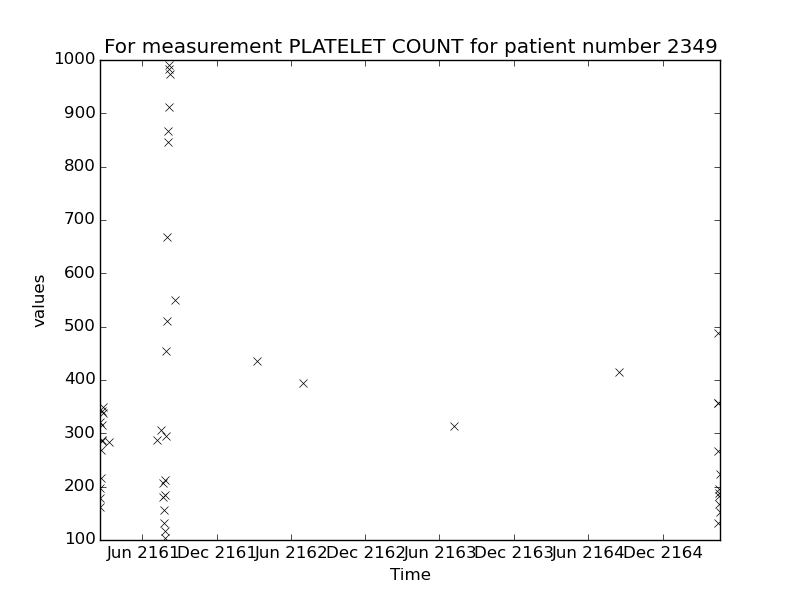 For measurement PLATELET COUNT for patient number 2349
1000
900
800
700
600
500
400
300
200
100
values
Jun 2161 Dec 2161 Jun 2162 Dec 2162 Jun 2163 Dec 2163 Jun 2164 Dec 2164
Time